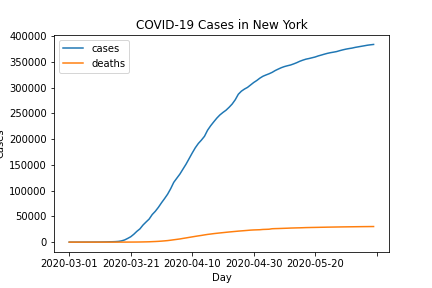 COVID-19 Cases in New York
cases
deaths
400000
350000
300000
250000
200000
150000
100000
50000
0
cases
2020-03-01 2020-03-21 2020-04-10 2020-04-30 2020-05-20
Day